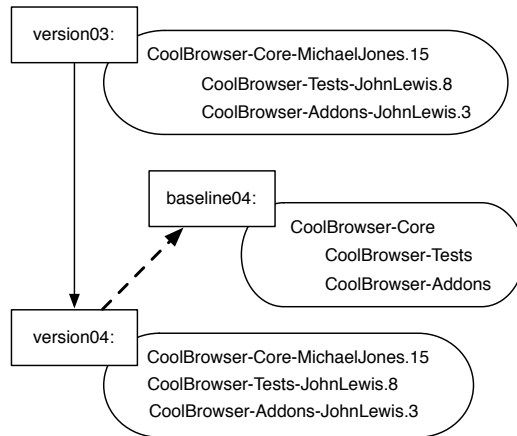 version03:
CoolBrowser-Core-MichaelJones.15
CoolBrowser-Tests-JohnLewis.8
CoolBrowser-Addons-JohnLewis.3
baseline04:
CoolBrowser-Core
CoolBrowser-Tests
CoolBrowser-Addons
version04:
CoolBrowser-Core-MichaelJones.15
CoolBrowser-Tests-JohnLewis.8
CoolBrowser-Addons-JohnLewis.3